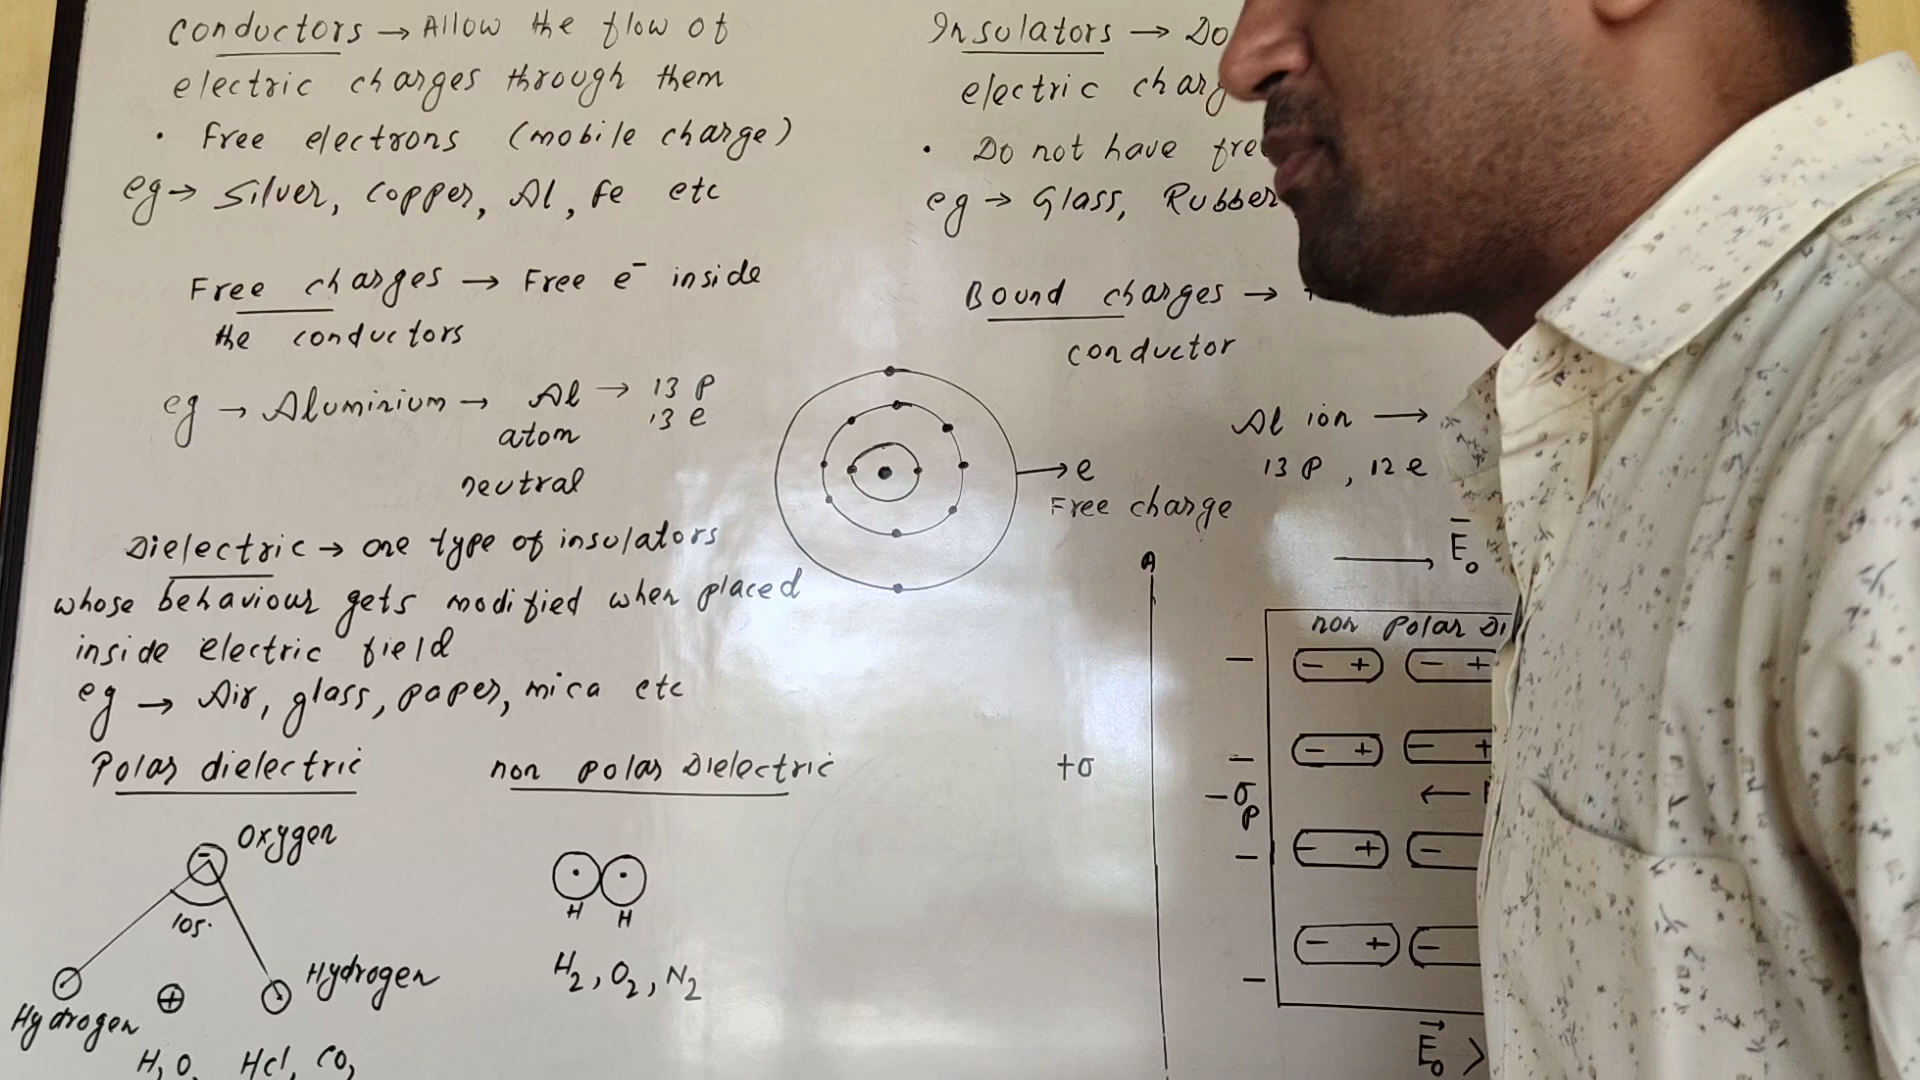 Conductors → Allow the flow of
electric charges through them
• Free electrons (mobile charge)
eg → Silver, copper, Al, Fe etc
Insulators → Do
electric charg
• Do not have fre
eg → Glass, Rubber
Free charges → Free e⁻ inside
the conductors
Bound charges →
conductor
eg → Aluminium → Al → 13 P
atom 13 e
neutral
→ e
Free charge
Al ion →
13 P, 12 e
Dielectric → one type of insulators
whose behaviour gets modified when placed
inside electric field
eg → Air, glass, paper, mica etc
Polar dielectric
non polar Dielectric
- Oxygen
105°
Hydrogen
+
Hydrogen
H₂O, HCl, CO₂
H H
H₂, O₂, N₂
A
E₀
non Polar Di
- - + - +
- - + - +
+σ
-σp
←
- - + -
- + -
-
E₀ >